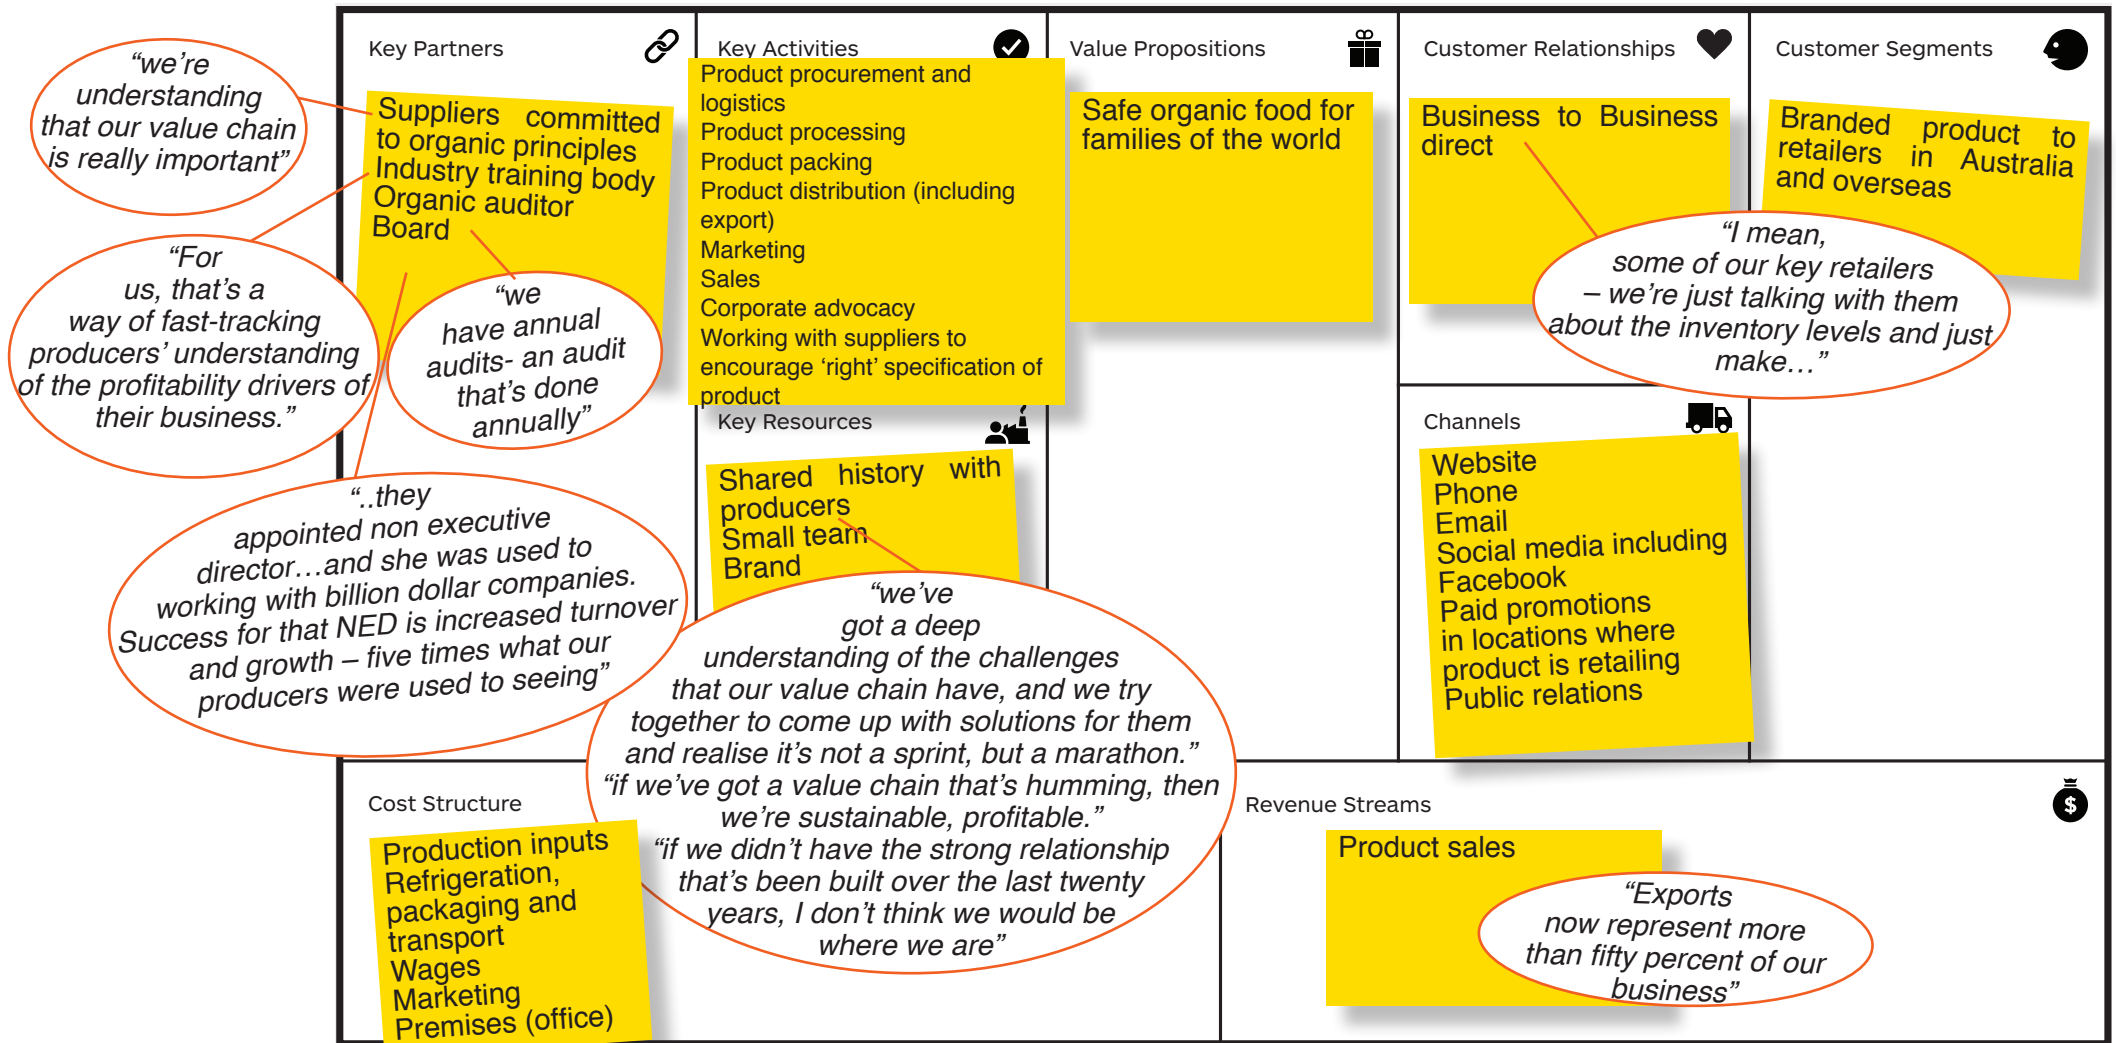 Key Partners
"we're
understanding
that our value chain
is really important"
Suppliers committed
to organic principles
Industry training body
Organic auditor
Board
"For
us, that's a
way of fast-tracking
producers' understanding
of the profitability drivers of
their business."
"we
have annual
audits- an audit
that's done
annually"
"..they
appointed non executive
director…and she was used to
working with billion dollar companies.
Success for that NED is increased turnover
and growth – five times what our
producers were used to seeing"
Key Activities
Product procurement and
logistics
Product processing
Product packing
Product distribution (including
export)
Marketing
Sales
Corporate advocacy
Working with suppliers to
encourage 'right' specification of
product
Key Resources
Shared history with
producers
Small team
Brand
"we've
got a deep
understanding of the challenges
that our value chain have, and we try
together to come up with solutions for them
and realise it's not a sprint, but a marathon."
"if we've got a value chain that's humming, then
we're sustainable, profitable."
"if we didn't have the strong relationship
that's been built over the last twenty
years, I don't think we would be
where we are"
Value Propositions
Safe organic food for
families of the world
Customer Relationships
Business to Business
direct
"I mean,
some of our key retailers
– we're just talking with them
about the inventory levels and just
make…"
Channels
Website
Phone
Email
Social media including
Facebook
Paid promotions
in locations where
product is retailing
Public relations
Customer Segments
Branded product to
retailers in Australia
and overseas
Cost Structure
Production inputs
Refrigeration,
packaging and
transport
Wages
Marketing
Premises (office)
Revenue Streams
$
Product sales
"Exports
now represent more
than fifty percent of our
business"